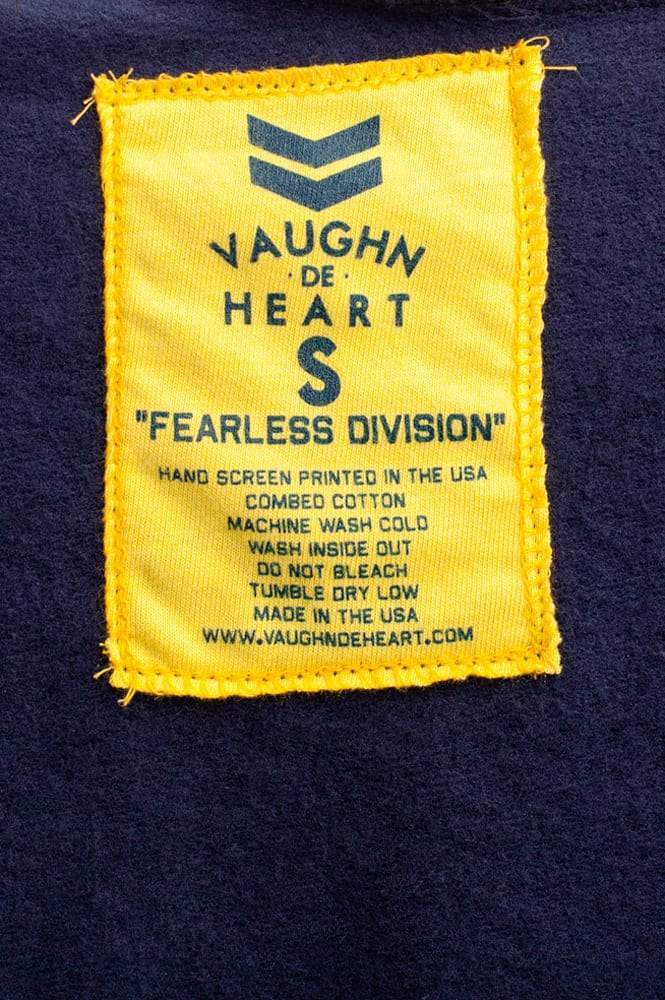 VAUGHN
·DE·
HEART
S
"FEARLESS DIVISION"
HAND SCREEN PRINTED IN THE USA
COMBED COTTON
MACHINE WASH COLD
WASH INSIDE OUT
DO NOT BLEACH
TUMBLE DRY LOW
MADE IN THE USA
WWW.VAUGHNDEHEART.COM